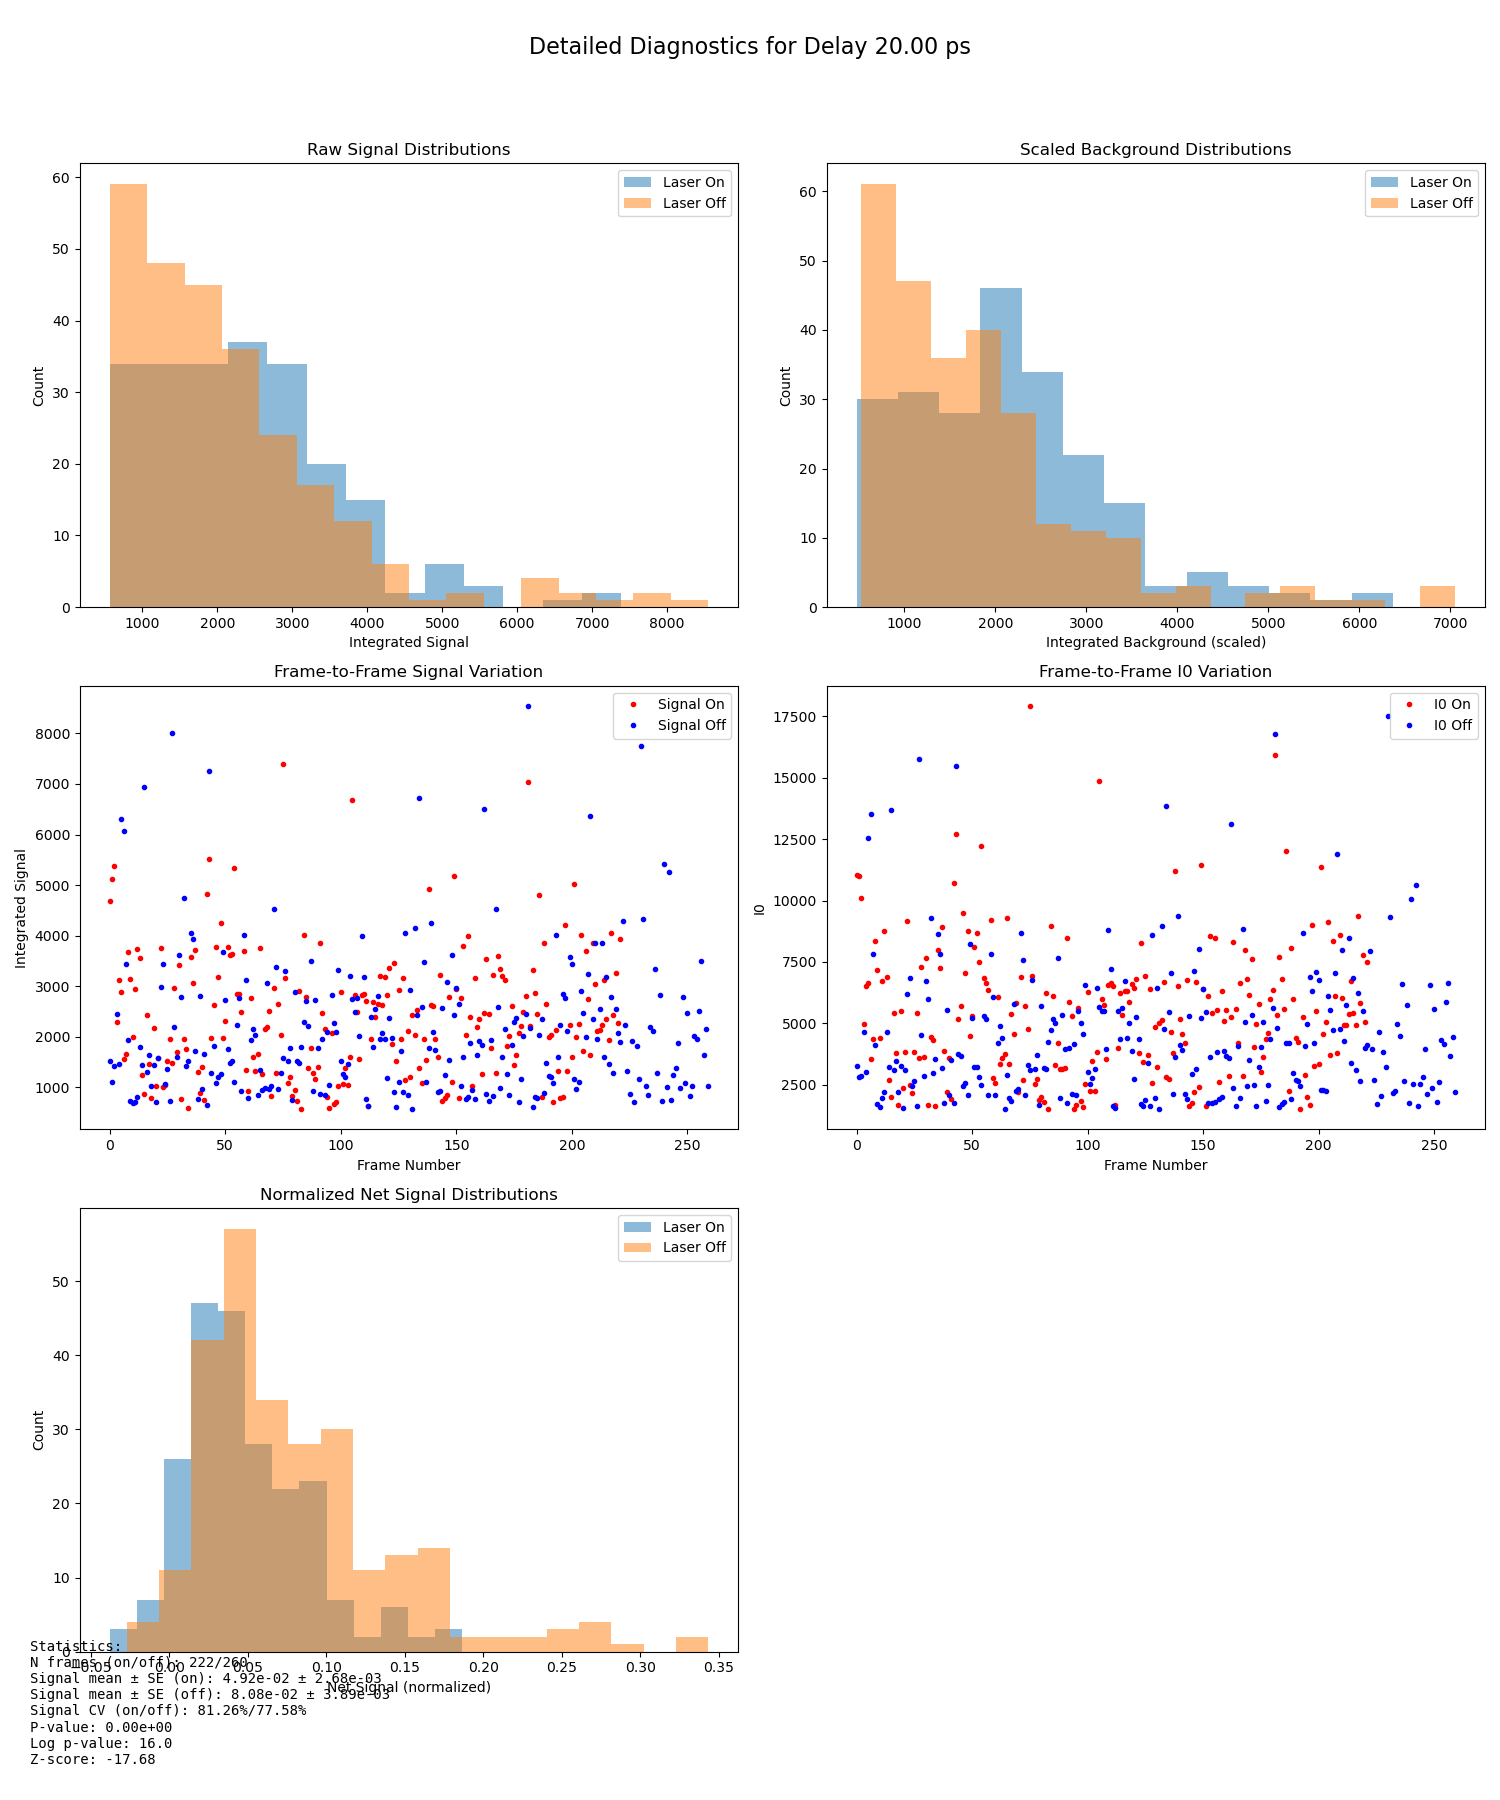 Detailed Diagnostics for Delay 20.00 ps
Raw Signal Distributions
Laser On
Laser Off
60
50
40
30
20
10
0
Count
1000 2000 3000 4000 5000 6000 7000 8000
Integrated Signal
Scaled Background Distributions
Laser On
Laser Off
60
50
40
30
20
10
0
Count
1000 2000 3000 4000 5000 6000 7000
Integrated Background (scaled)
Frame-to-Frame Signal Variation
Signal On
Signal Off
8000
7000
6000
5000
4000
3000
2000
1000
Integrated Signal
0 50 100 150 200 250
Frame Number
Frame-to-Frame I0 Variation
I0 On
I0 Off
17500
15000
12500
10000
7500
5000
2500
I0
0 50 100 150 200 250
Frame Number
Normalized Net Signal Distributions
Laser On
Laser Off
50
40
30
20
10
0
Count
−0.05 0.00 0.05 0.10 0.15 0.20 0.25 0.30 0.35
Net Signal (normalized)
Statistics:
N frames (on/off): 222/260
Signal mean ± SE (on): 4.92e-02 ± 2.68e-03
Signal mean ± SE (off): 8.08e-02 ± 3.89e-03
Signal CV (on/off): 81.26%/77.58%
P-value: 0.00e+00
Log p-value: 16.0
Z-score: -17.68